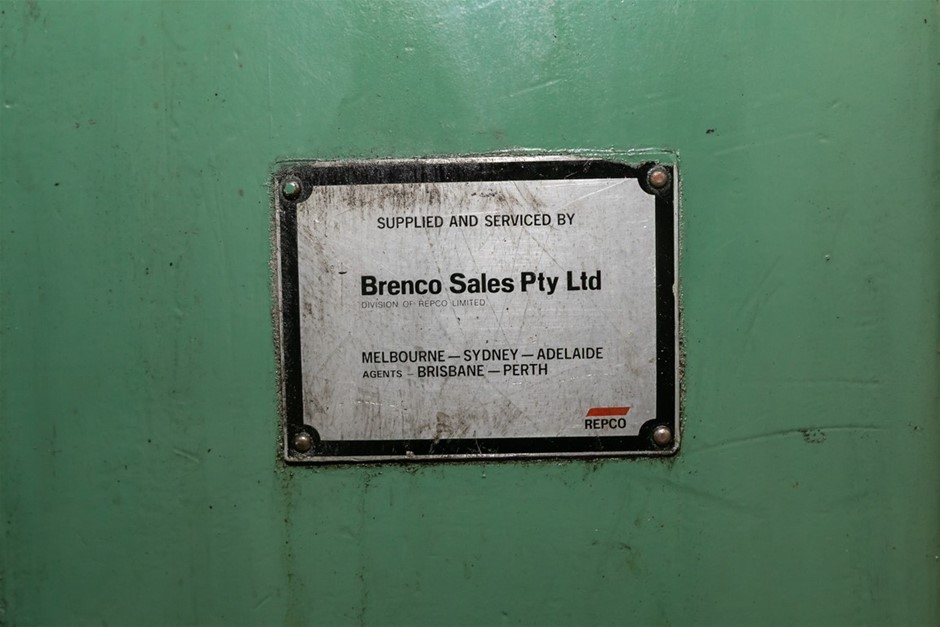 SUPPLIED AND SERVICED BY
Brenco Sales Pty Ltd
DIVISION OF REPCO LIMITED
MELBOURNE — SYDNEY — ADELAIDE
AGENTS – BRISBANE — PERTH
REPCO